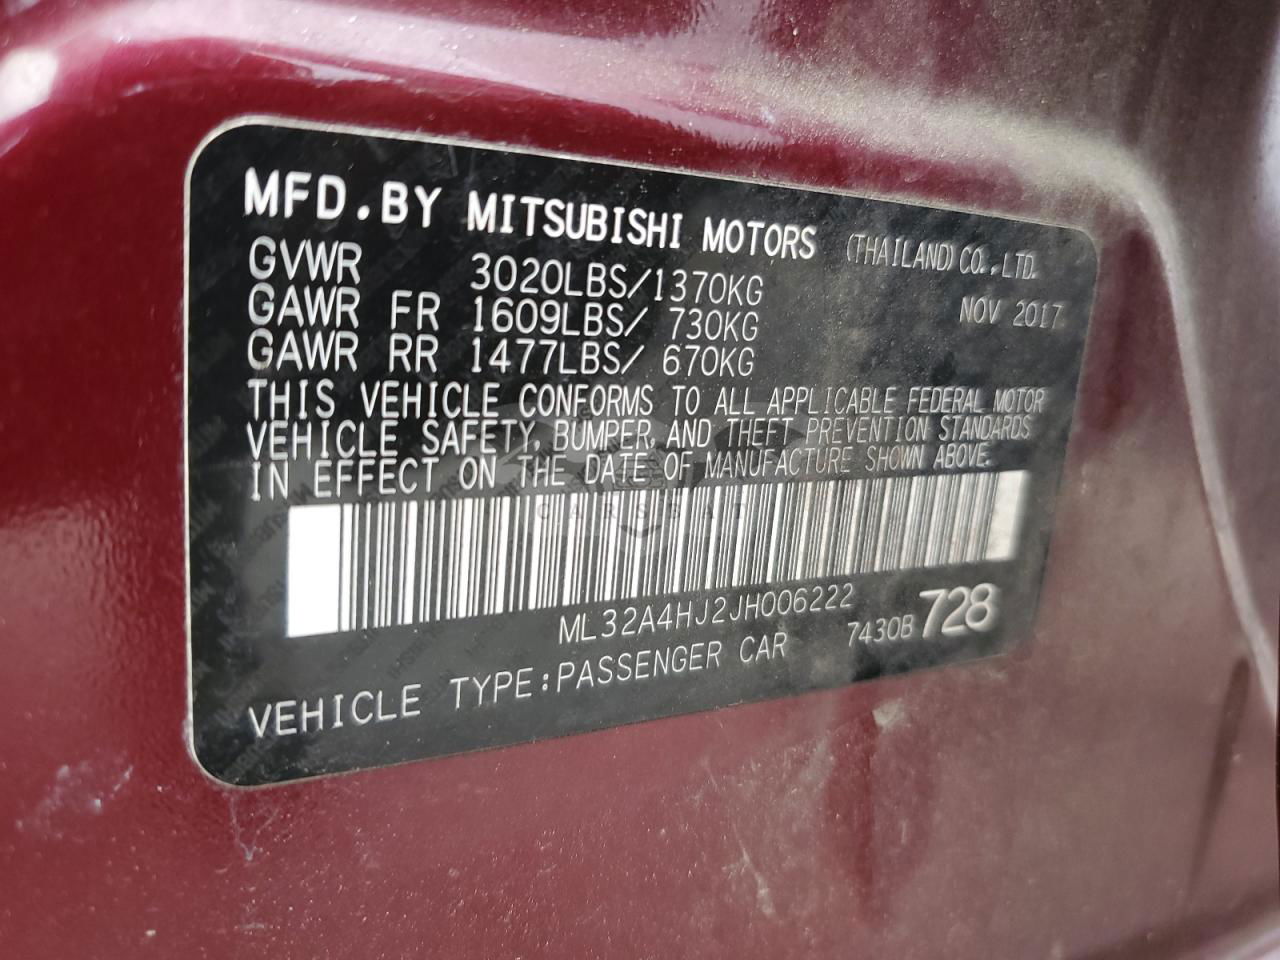 MFD.BY MITSUBISHI MOTORS (THAILAND) CO.,LTD.
GVWR 3020LBS/1370KG NOV 2017
GAWR FR 1609LBS/ 730KG
GAWR RR 1477LBS/ 670KG
THIS VEHICLE CONFORMS TO ALL APPLICABLE FEDERAL MOTOR
VEHICLE SAFETY, BUMPER, AND THEFT PREVENTION STANDARDS
IN EFFECT ON THE DATE OF MANUFACTURE SHOWN ABOVE.
ML32A4HJ2JH006222
VEHICLE TYPE:PASSENGER CAR 7430B 728